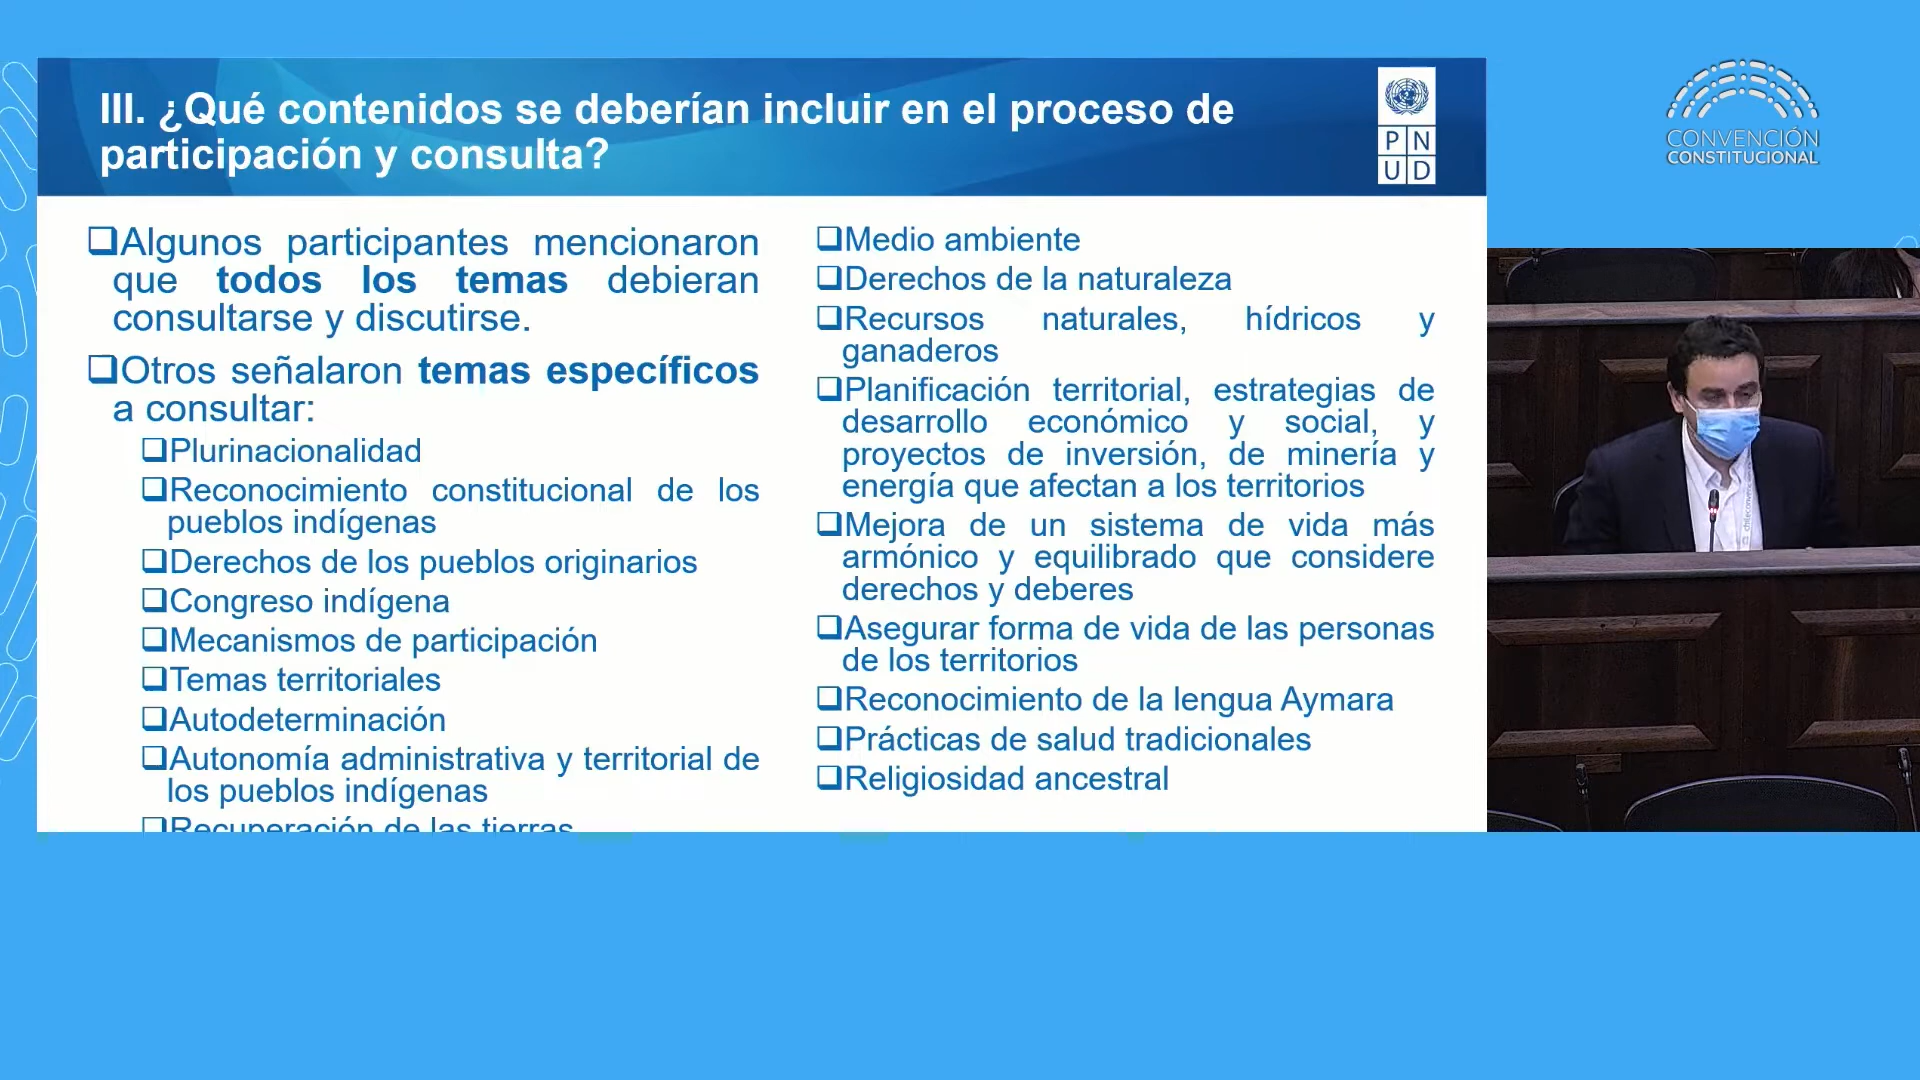 III. ¿Qué contenidos se deberían incluir en el proceso de
participación y consulta?
P N
U D
CONVENCIÓN
CONSTITUCIONAL
❑Algunos participantes mencionaron
que todos los temas debieran
consultarse y discutirse.
❑Otros señalaron temas específicos
a consultar:
❑Plurinacionalidad
❑Reconocimiento constitucional de los
pueblos indígenas
❑Derechos de los pueblos originarios
❑Congreso indígena
❑Mecanismos de participación
❑Temas territoriales
❑Autodeterminación
❑Autonomía administrativa y territorial de
los pueblos indígenas
❑Recuperación de las tierras
❑Medio ambiente
❑Derechos de la naturaleza
❑Recursos naturales, hídricos y
ganaderos
❑Planificación territorial, estrategias de
desarrollo económico y social, y
proyectos de inversión, de minería y
energía que afectan a los territorios
❑Mejora de un sistema de vida más
armónico y equilibrado que considere
derechos y deberes
❑Asegurar forma de vida de las personas
de los territorios
❑Reconocimiento de la lengua Aymara
❑Prácticas de salud tradicionales
❑Religiosidad ancestral